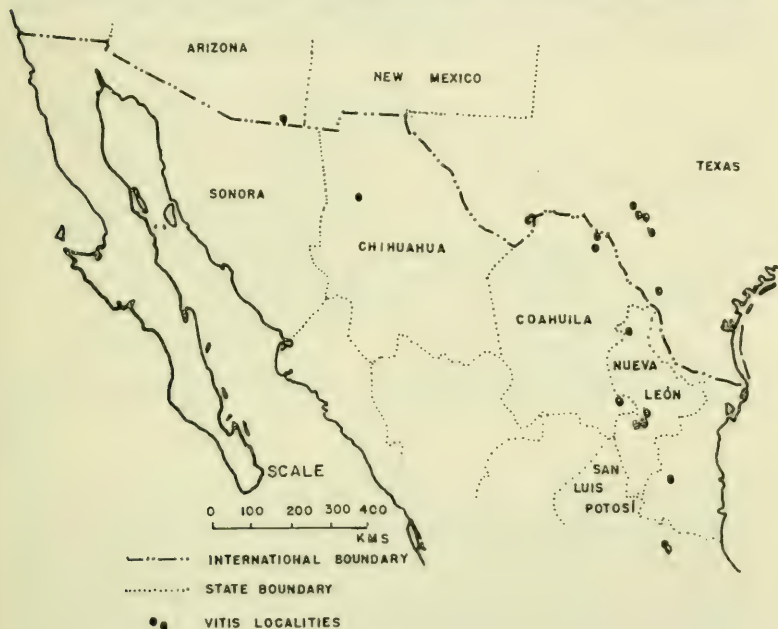 ARIZONA
NEW MEXICO
TEXAS
SONORA
CHIHUAHUA
COAHUILA
NUEVA
LEÓN
SAN
LUIS
POTOSÍ
SCALE
0 100 200 300 400
KMS
INTERNATIONAL BOUNDARY
STATE BOUNDARY
VITIS LOCALITIES